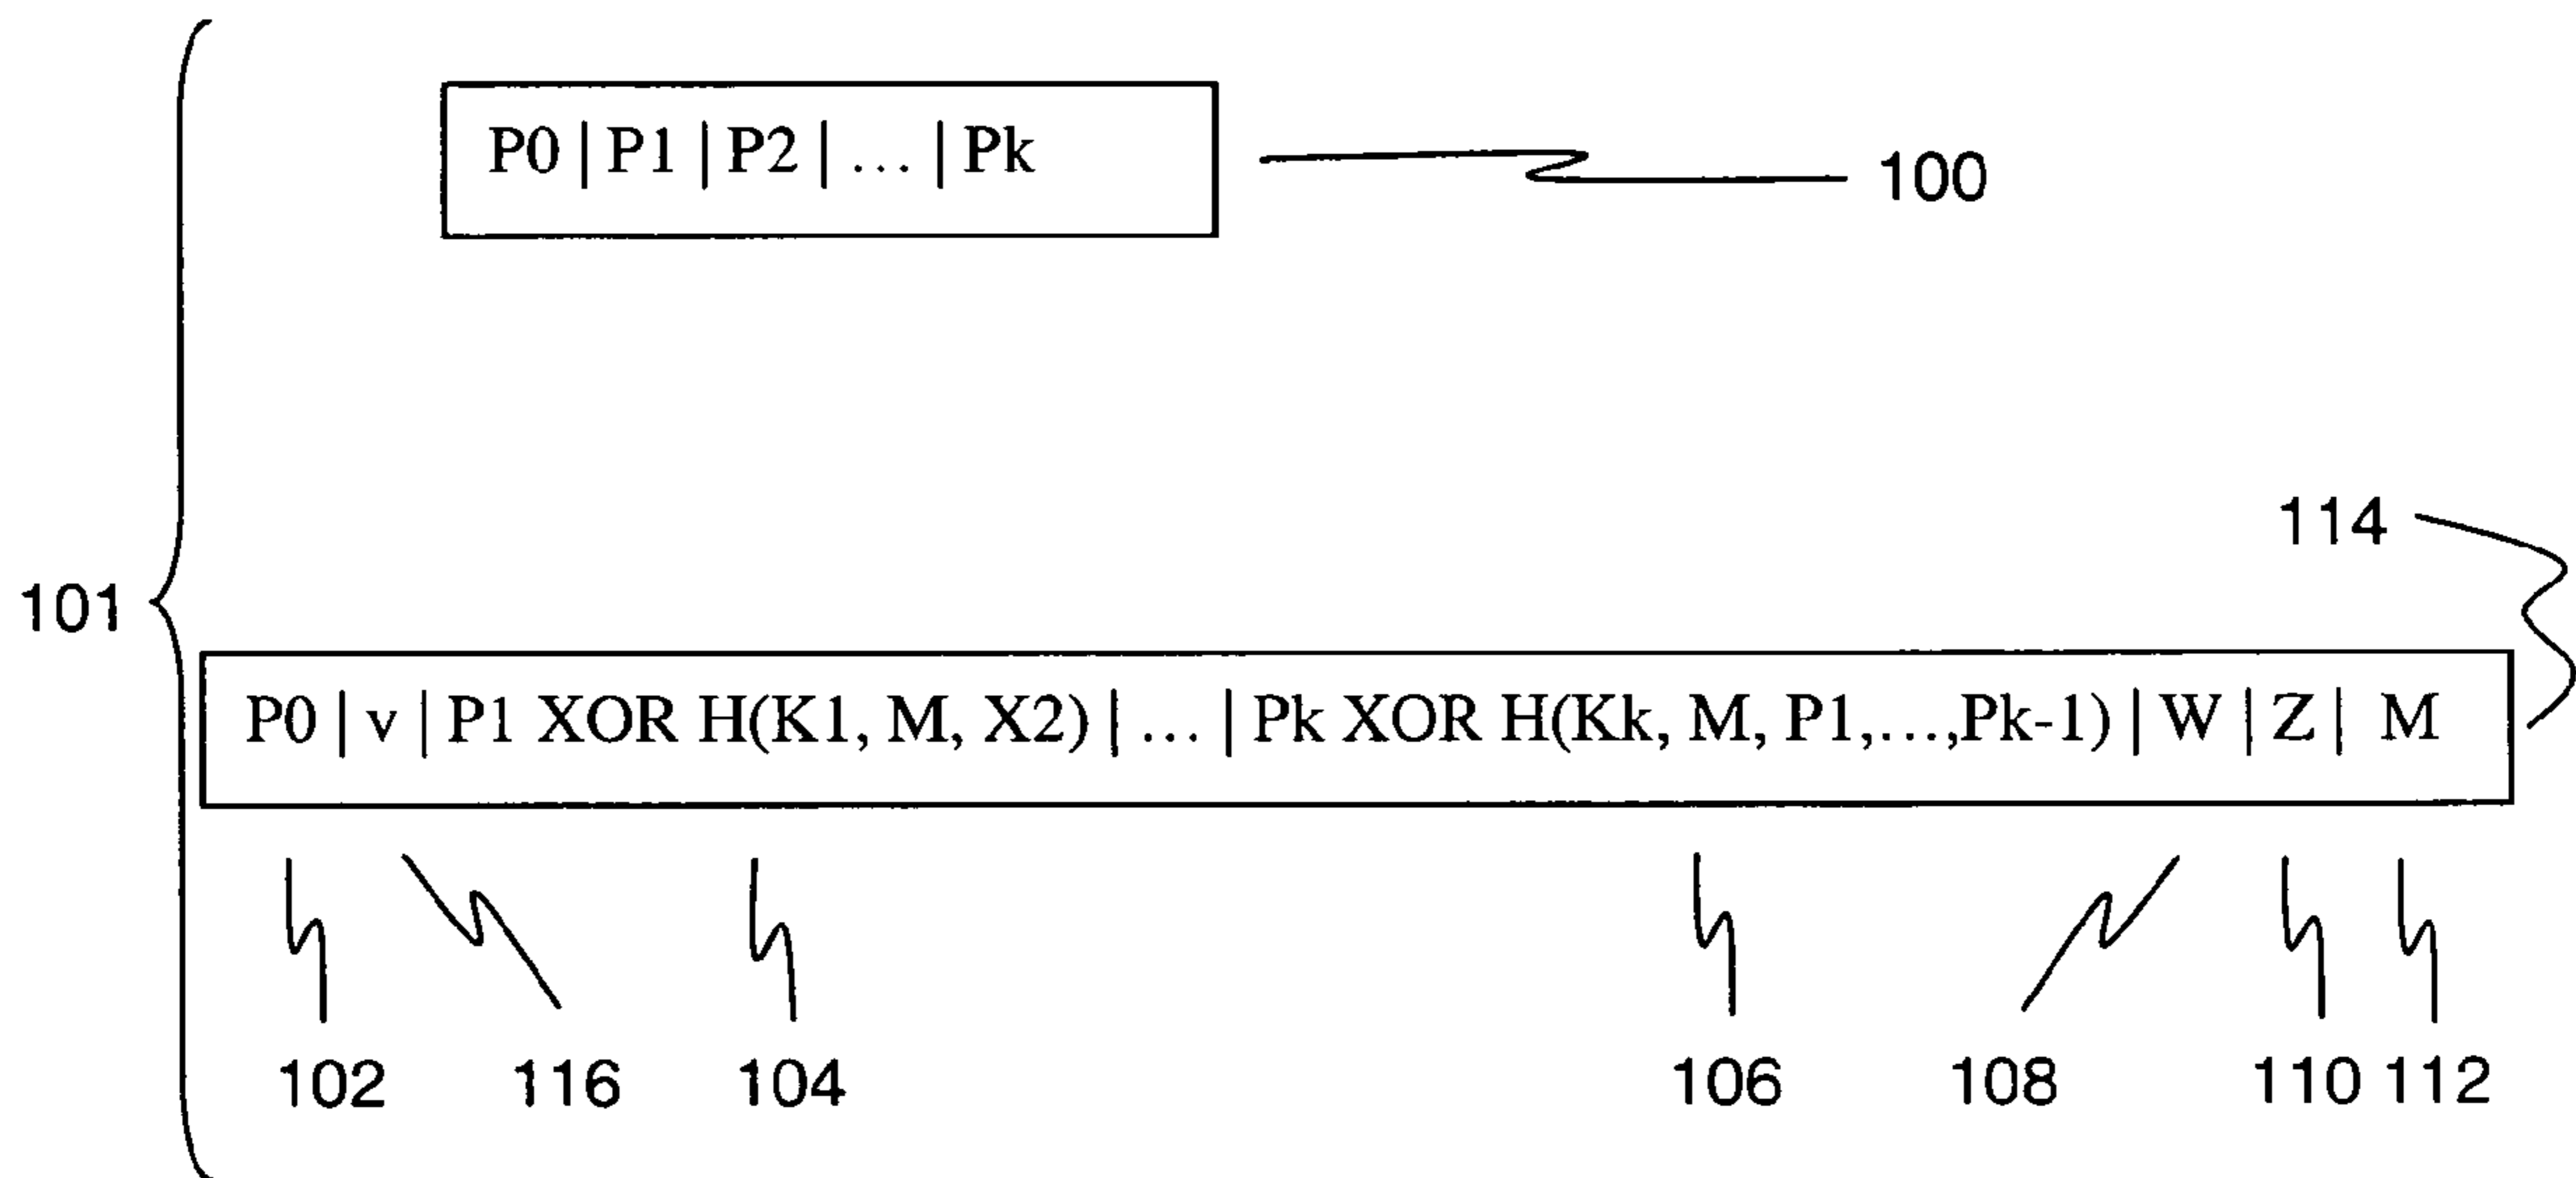 P0 | P1 | P2 | … | Pk
100
114
101
P0 | v | P1 XOR H(K1, M, X2) | … | Pk XOR H(Kk, M, P1,…,Pk-1) | W | Z | M
102 116 104 106 108 110 112